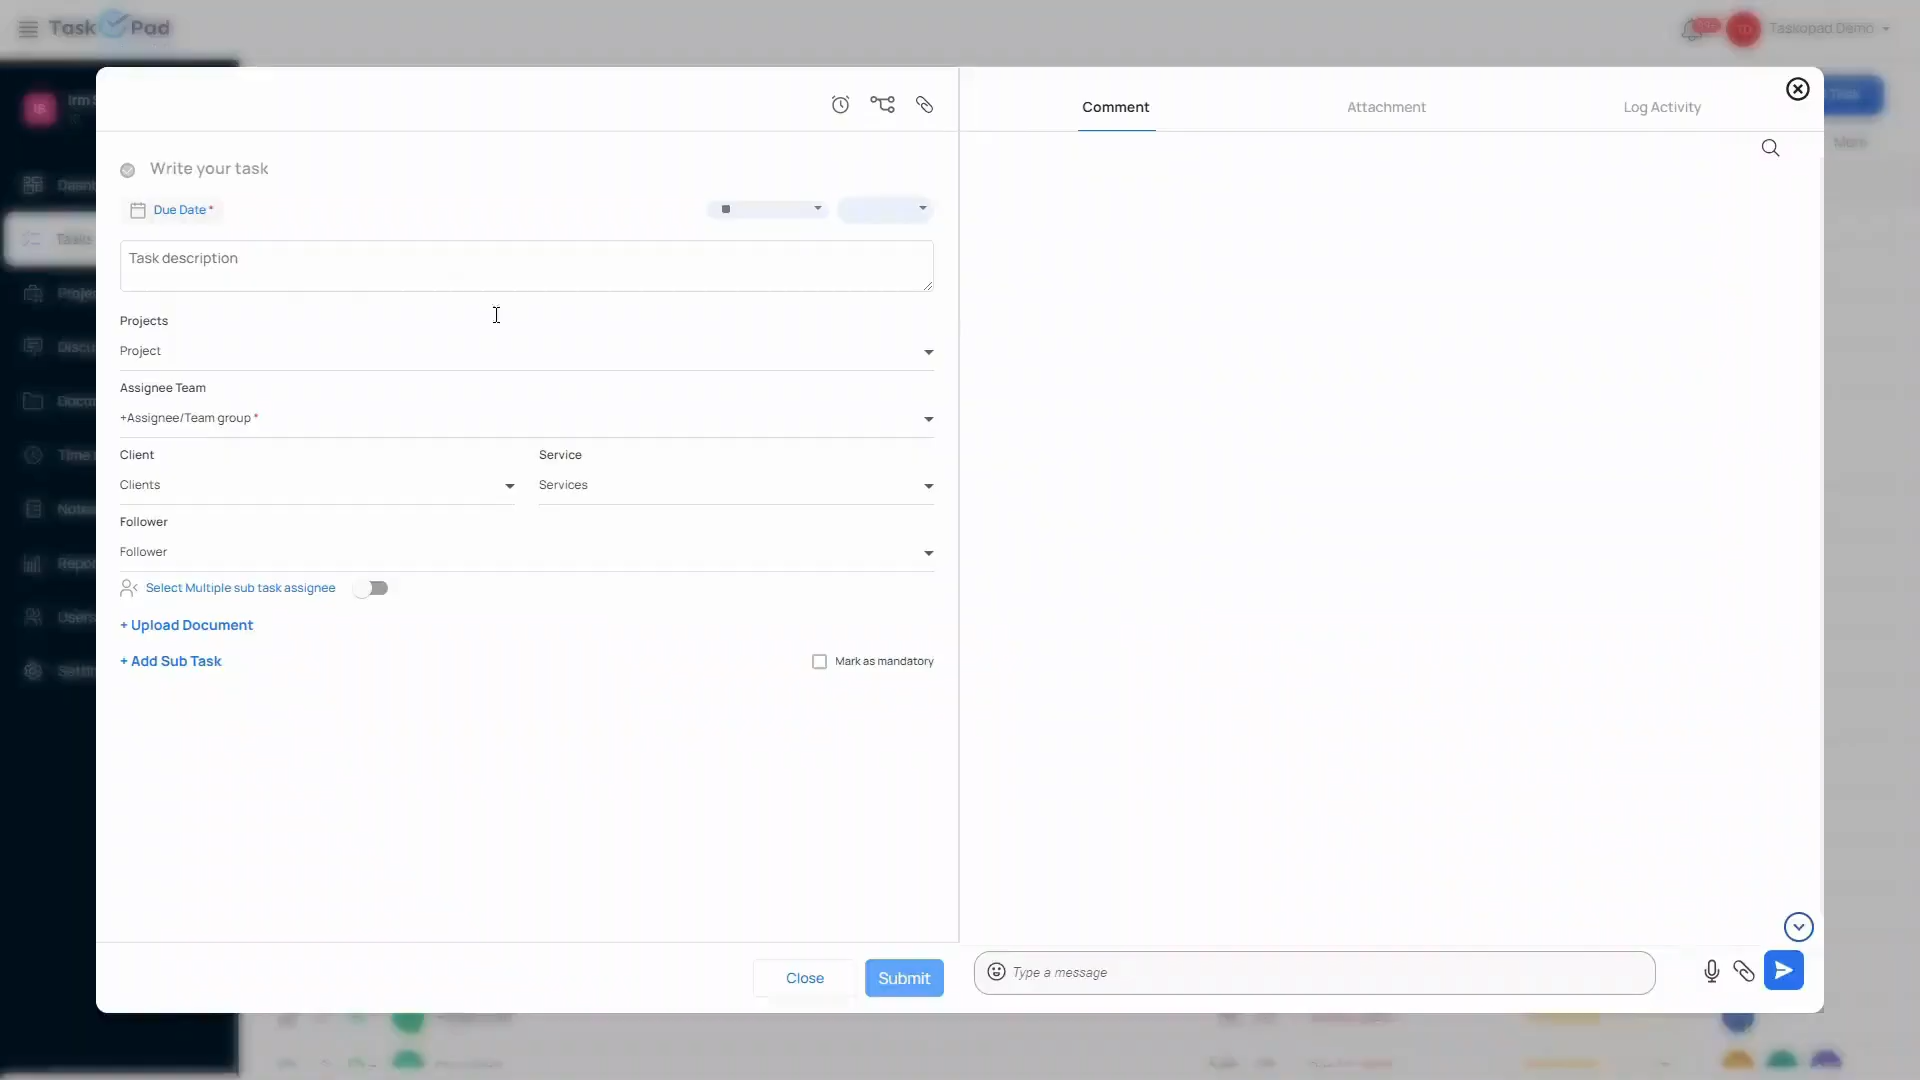 Task Pad
Taskopad Demo
Comment
Attachment
Log Activity
Write your task
Due Date *
Task description
Projects
Project
Assignee Team
+Assignee/Team group *
Client
Service
Clients
Services
Follower
Follower
Select Multiple sub task assignee
+ Upload Document
+ Add Sub Task
Mark as mandatory
Close
Submit
Type a message
Tasks